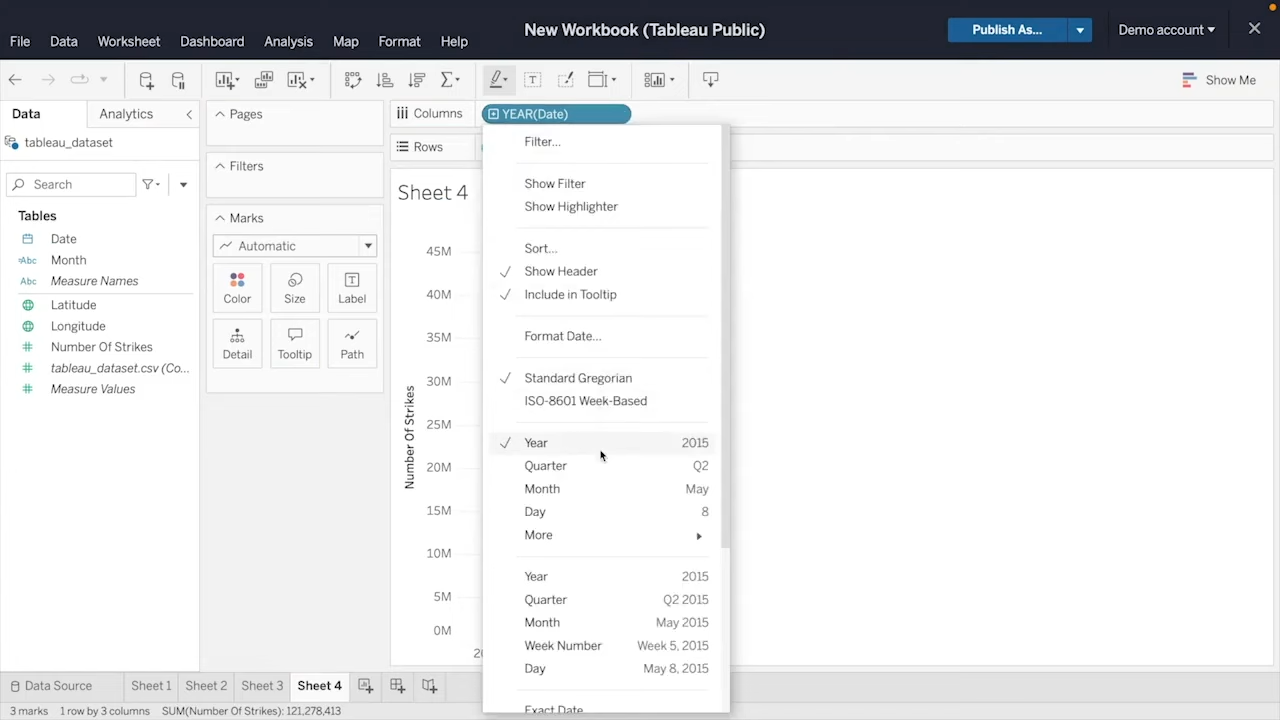 New Workbook (Tableau Public)
Publish As...
Demo account
File Data Worksheet Dashboard Analysis Map Format Help
Show Me
Data Analytics
tableau_dataset
Search
Tables
Date
Abc Month
Abc Measure Names
Latitude
Longitude
Number Of Strikes
tableau_dataset.csv (Co...
Measure Values
Pages
Filters
Marks
Automatic
Color Size Label
Detail Tooltip Path
Columns YEAR(Date)
Rows
Sheet 4
Number Of Strikes
45M
40M
35M
30M
25M
20M
15M
10M
5M
0M
Filter...
Show Filter
Show Highlighter
Sort...
Show Header
Include in Tooltip
Format Date...
Standard Gregorian
ISO-8601 Week-Based
Year 2015
Quarter Q2
Month May
Day 8
More
Year 2015
Quarter Q2 2015
Month May 2015
Week Number Week 5, 2015
Day May 8, 2015
Exact Date
Data Source Sheet 1 Sheet 2 Sheet 3 Sheet 4
3 marks 1 row by 3 columns SUM(Number Of Strikes): 121,278,413